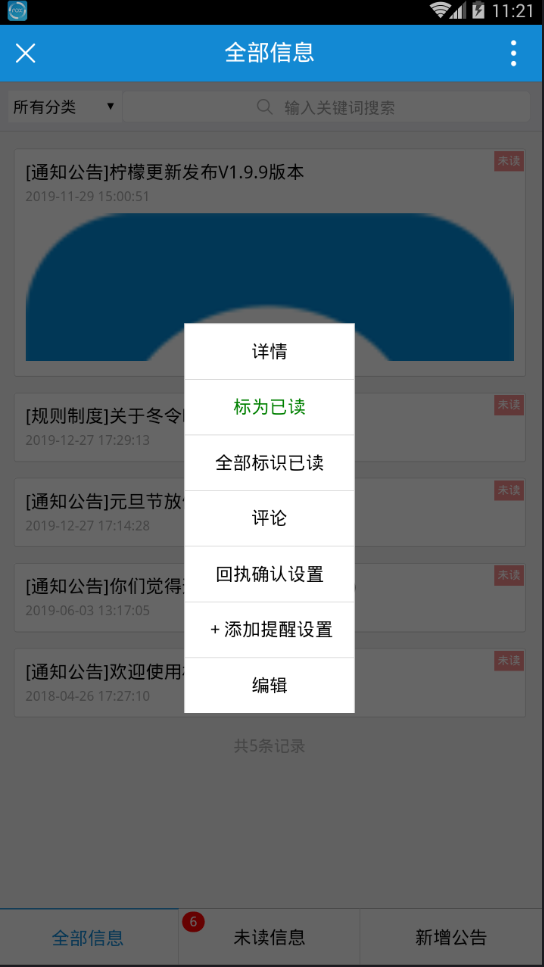 11:21
全部信息
所有分类
输入关键词搜索
[通知公告]柠檬更新发布V1.9.9版本
未读
2019-11-29 15:00:51
[规则制度]关于冬令
未读
2019-12-27 17:29:13
[通知公告]元旦节放
未读
2019-12-27 17:14:28
[通知公告]你们觉得
未读
2019-06-03 13:17:05
[通知公告]欢迎使用
未读
2018-04-26 17:27:10
详情
标为已读
全部标识已读
评论
回执确认设置
+ 添加提醒设置
编辑
共5条记录
全部信息
6
未读信息
新增公告